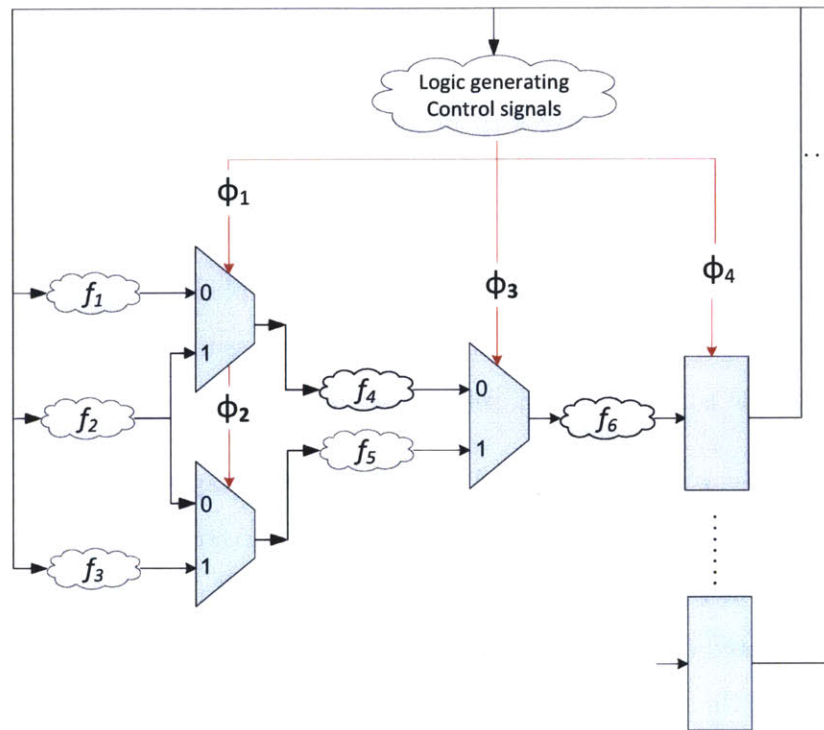 Logic generating
Control signals
ϕ1
ϕ3
ϕ4
f1
0
1
f2
ϕ2
f4
0
f6
f5
1
0
f3
1